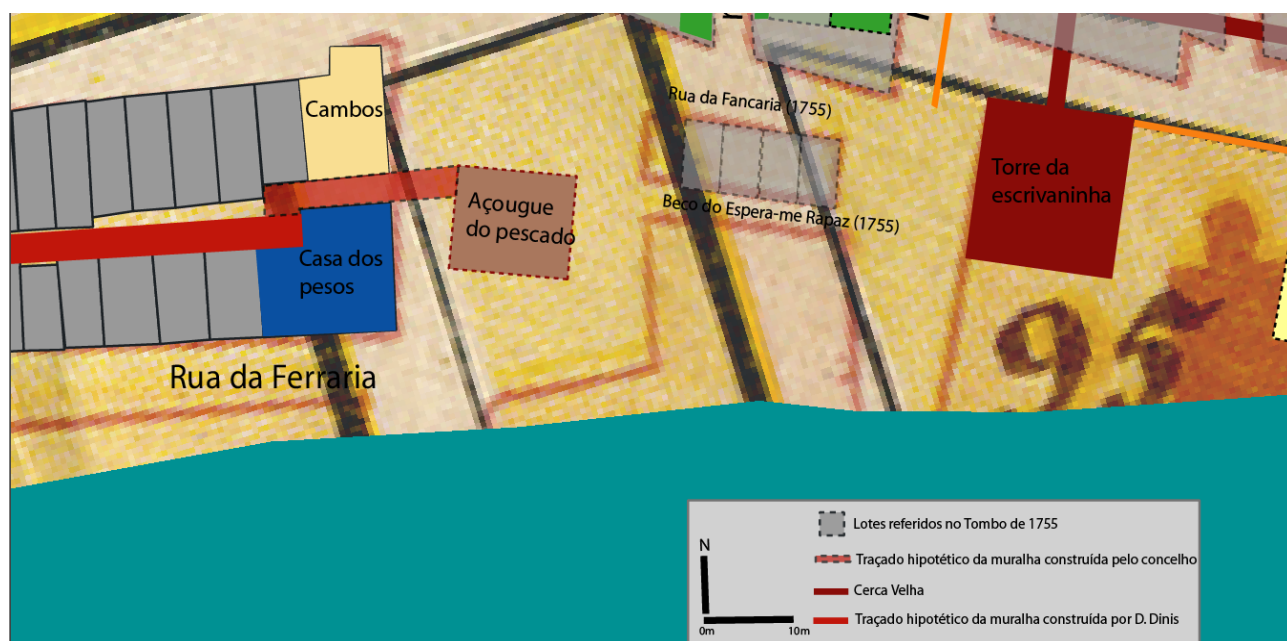 Cambos
Rua da Fancaria (1755)
Torre da
escrivaninha
Açougue
do pescado
Beco do Espera-me Rapaz (1755)
Casa dos
pesos
Rua da Ferraria
95
Lotes referidos no Tombo de 1755
N
Traçado hipotético da muralha construída pelo concelho
Cerca Velha
Traçado hipotético da muralha construída por D. Dinis
0m
10m